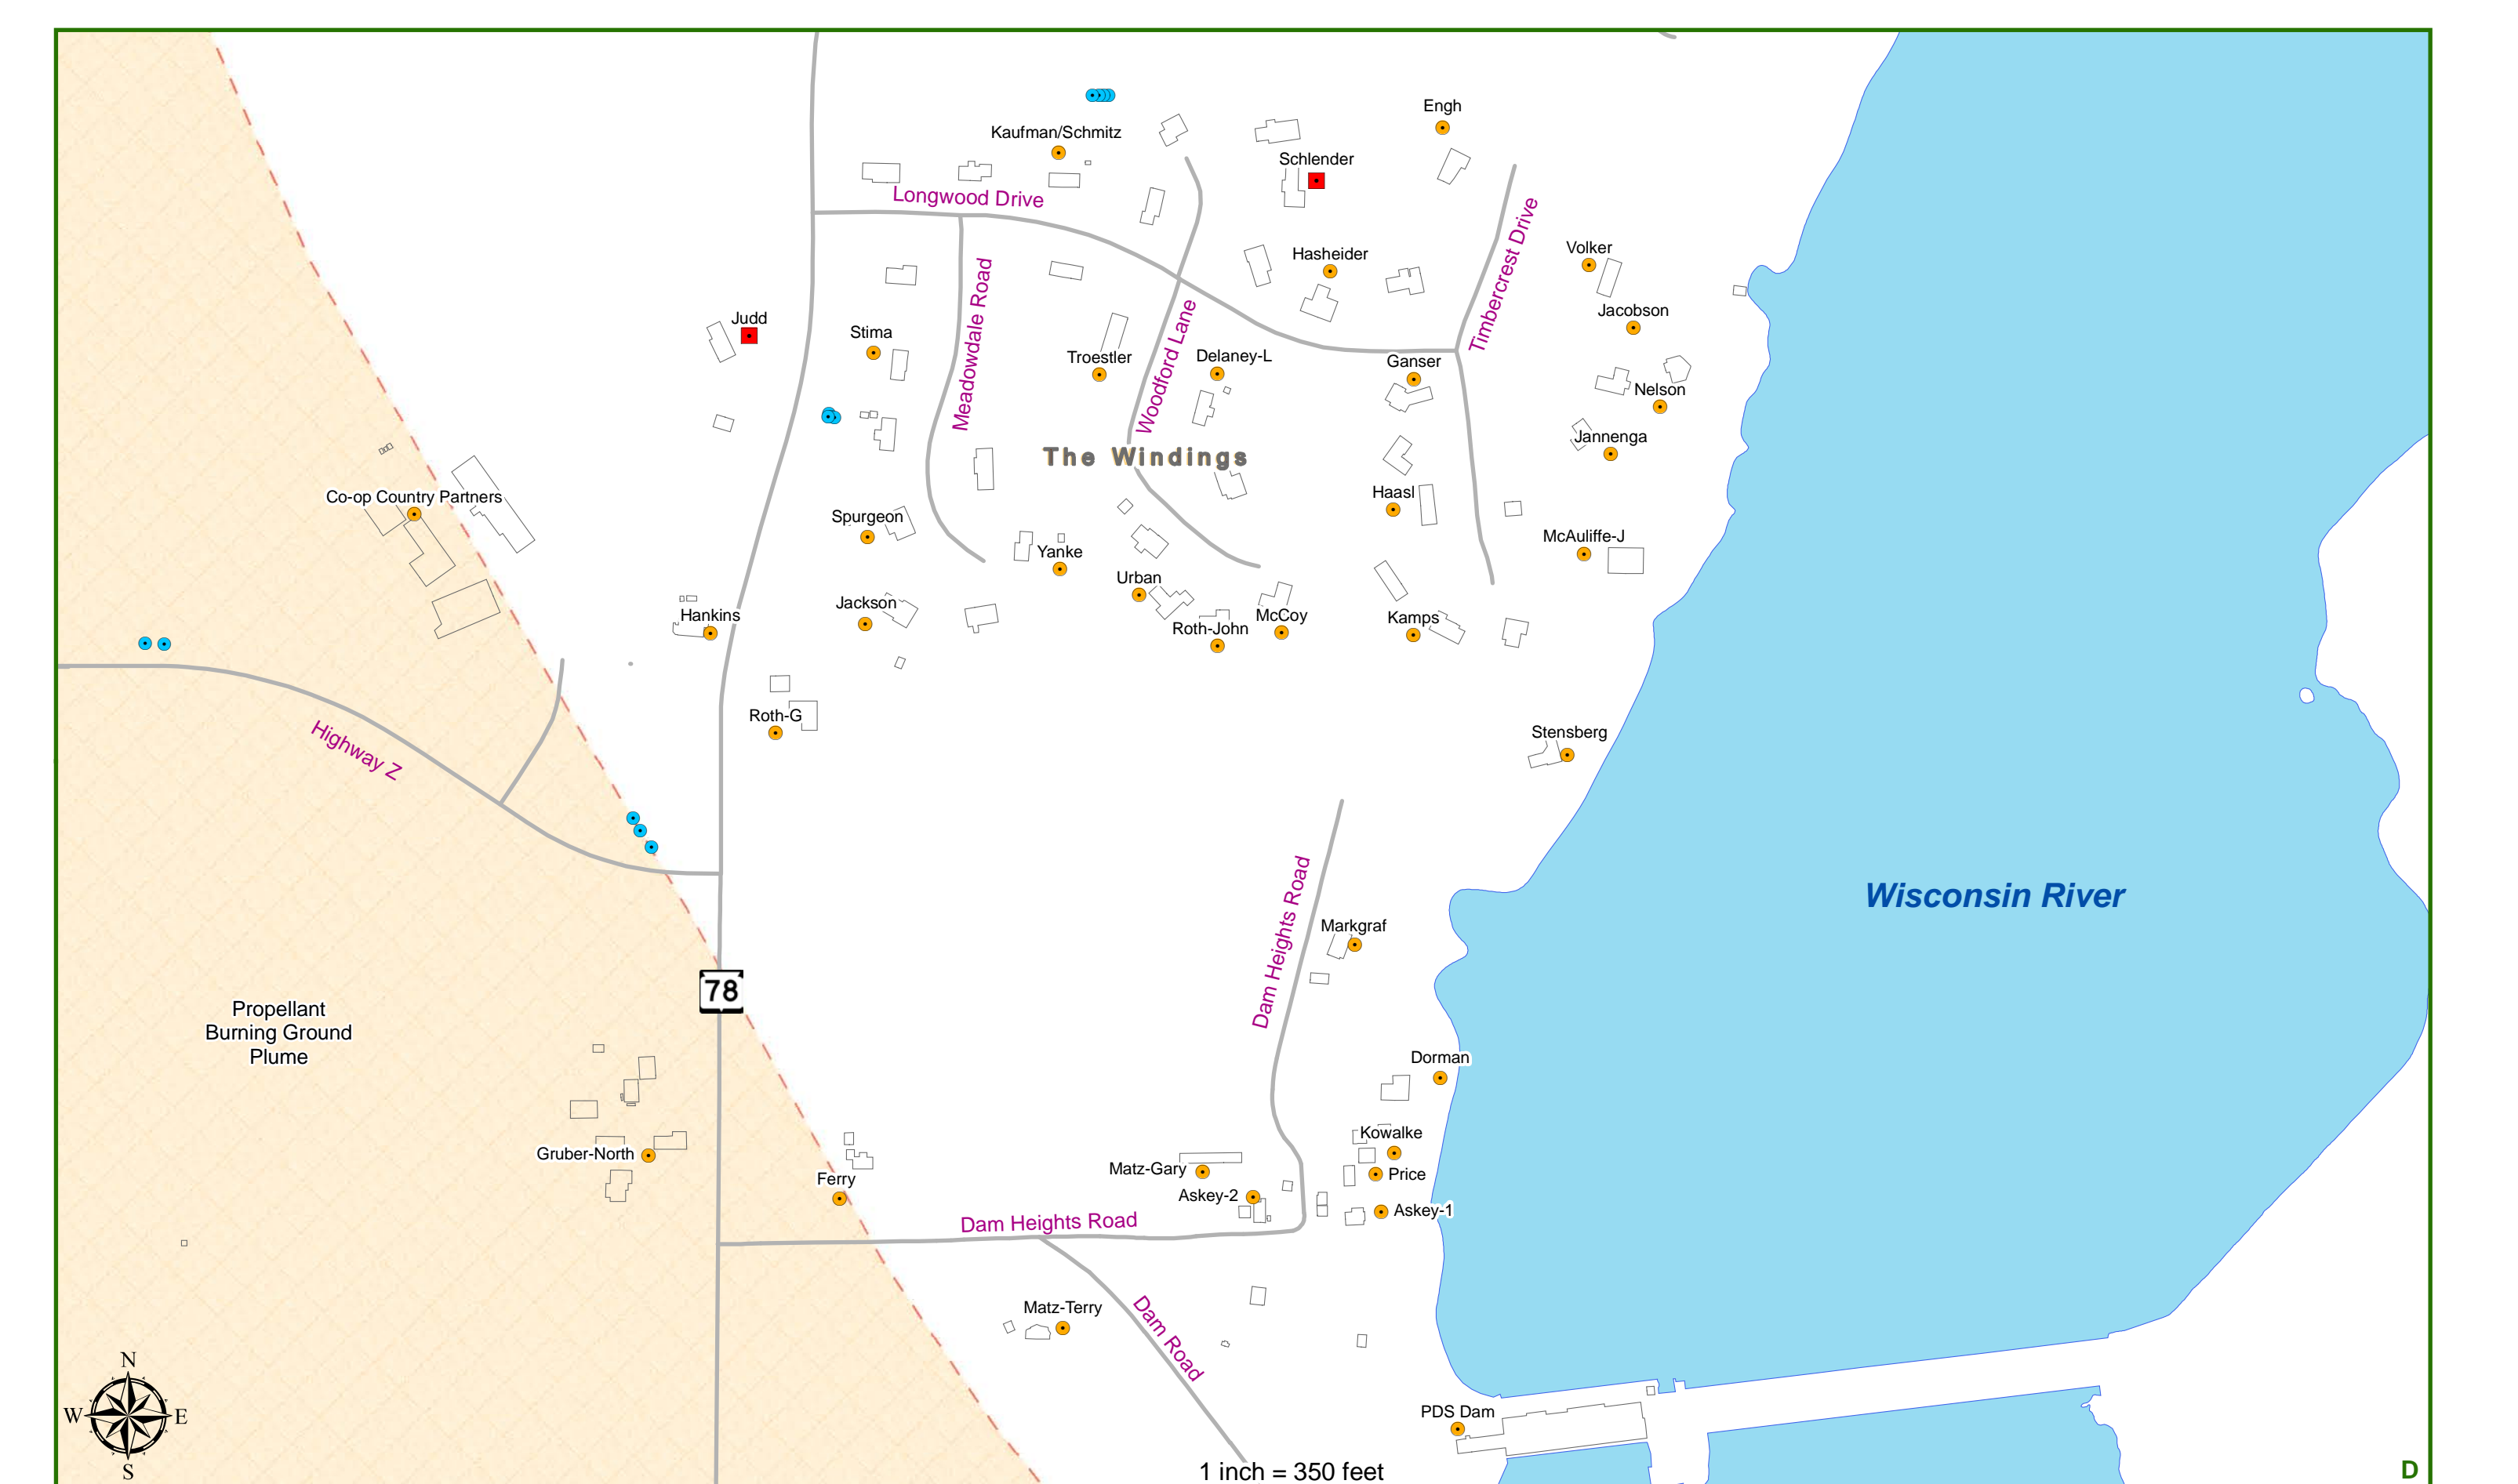 Engh
Kaufman/Schmitz
Schlender
Longwood Drive
Timbercrest Drive
Volker
Hasheider
Meadowdale Road
Woodford Lane
Jacobson
Judd
Stima
Troestler
Delaney-L
Ganser
Nelson
Jannenga
The Windings
Co-op Country Partners
Haasl
Spurgeon
McAuliffe-J
Yanke
Urban
Jackson
Hankins
Roth-John
McCoy
Kamps
Roth-G
Highway Z
Stensberg
Wisconsin River
Dam Heights Road
Markgraf
78
Propellant
Burning Ground
Plume
Dorman
Kowalke
Gruber-North
Matz-Gary
Price
Ferry
Askey-2
Askey-1
Dam Heights Road
Matz-Terry
Dam Road
N
W
E
S
PDS Dam
1 inch = 350 feet
D